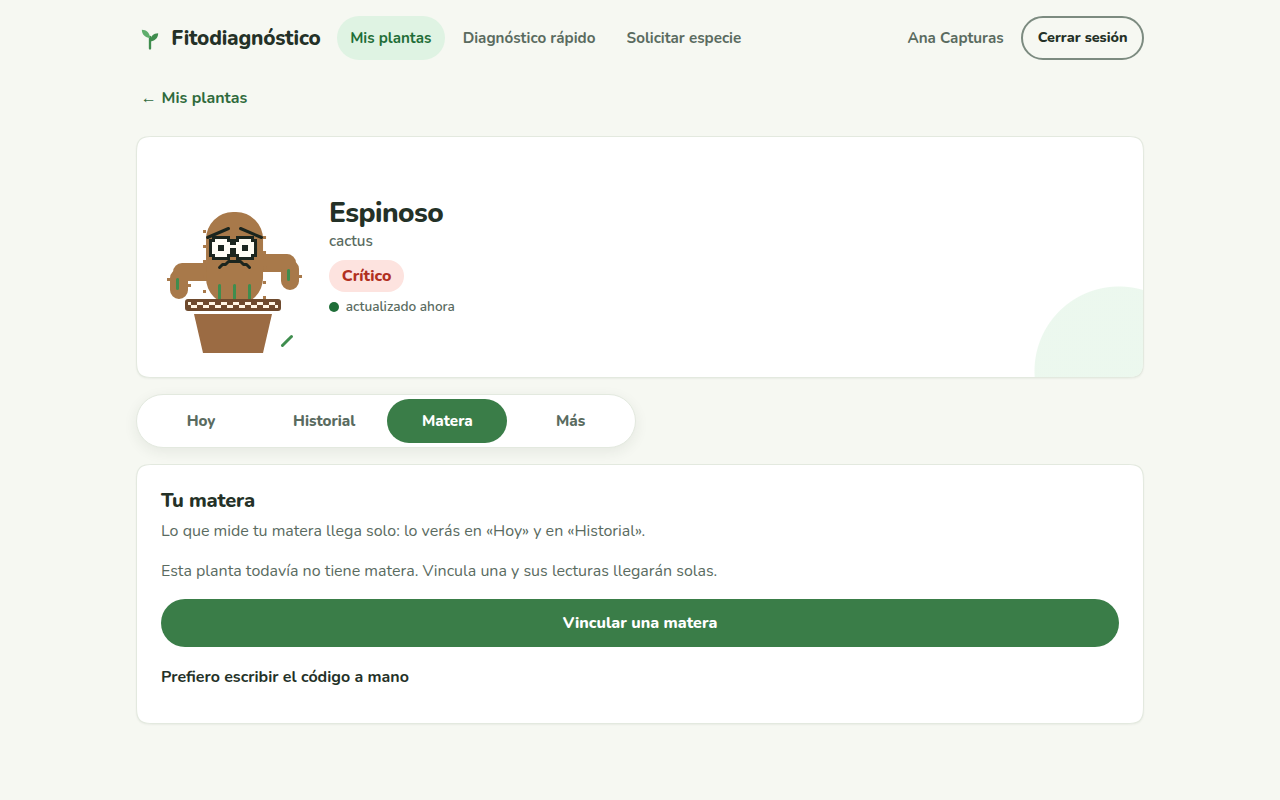 Fitodiagnóstico
Mis plantas
Diagnóstico rápido
Solicitar especie
Ana Capturas
Cerrar sesión
← Mis plantas
Espinoso
cactus
Crítico
actualizado ahora
Hoy
Historial
Matera
Más
Tu matera
Lo que mide tu matera llega solo: lo verás en «Hoy» y en «Historial».
Esta planta todavía no tiene matera. Vincula una y sus lecturas llegarán solas.
Vincular una matera
Prefiero escribir el código a mano